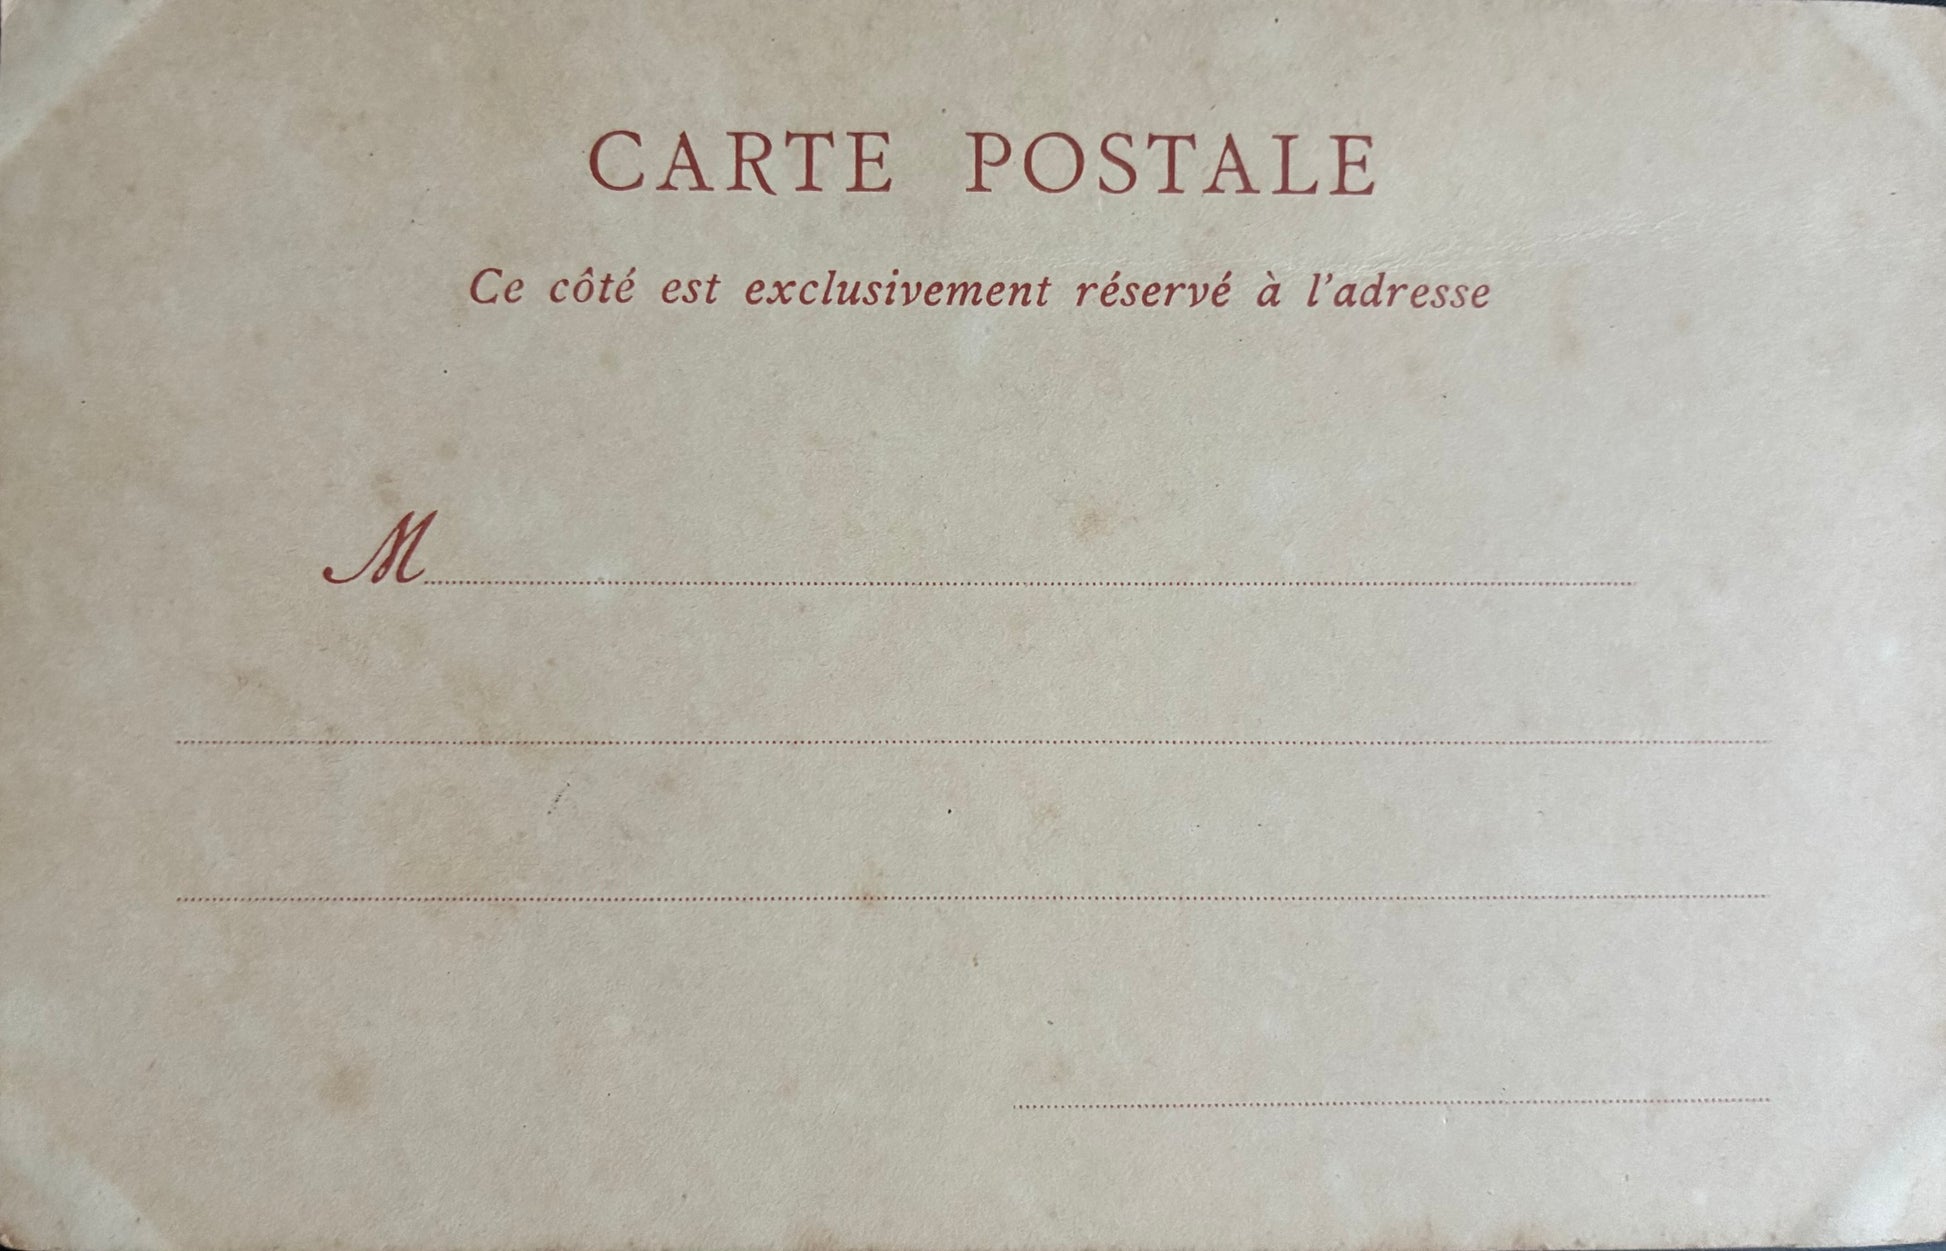 CARTE POSTALE
Ce côté est exclusivement réservé à l'adresse
M